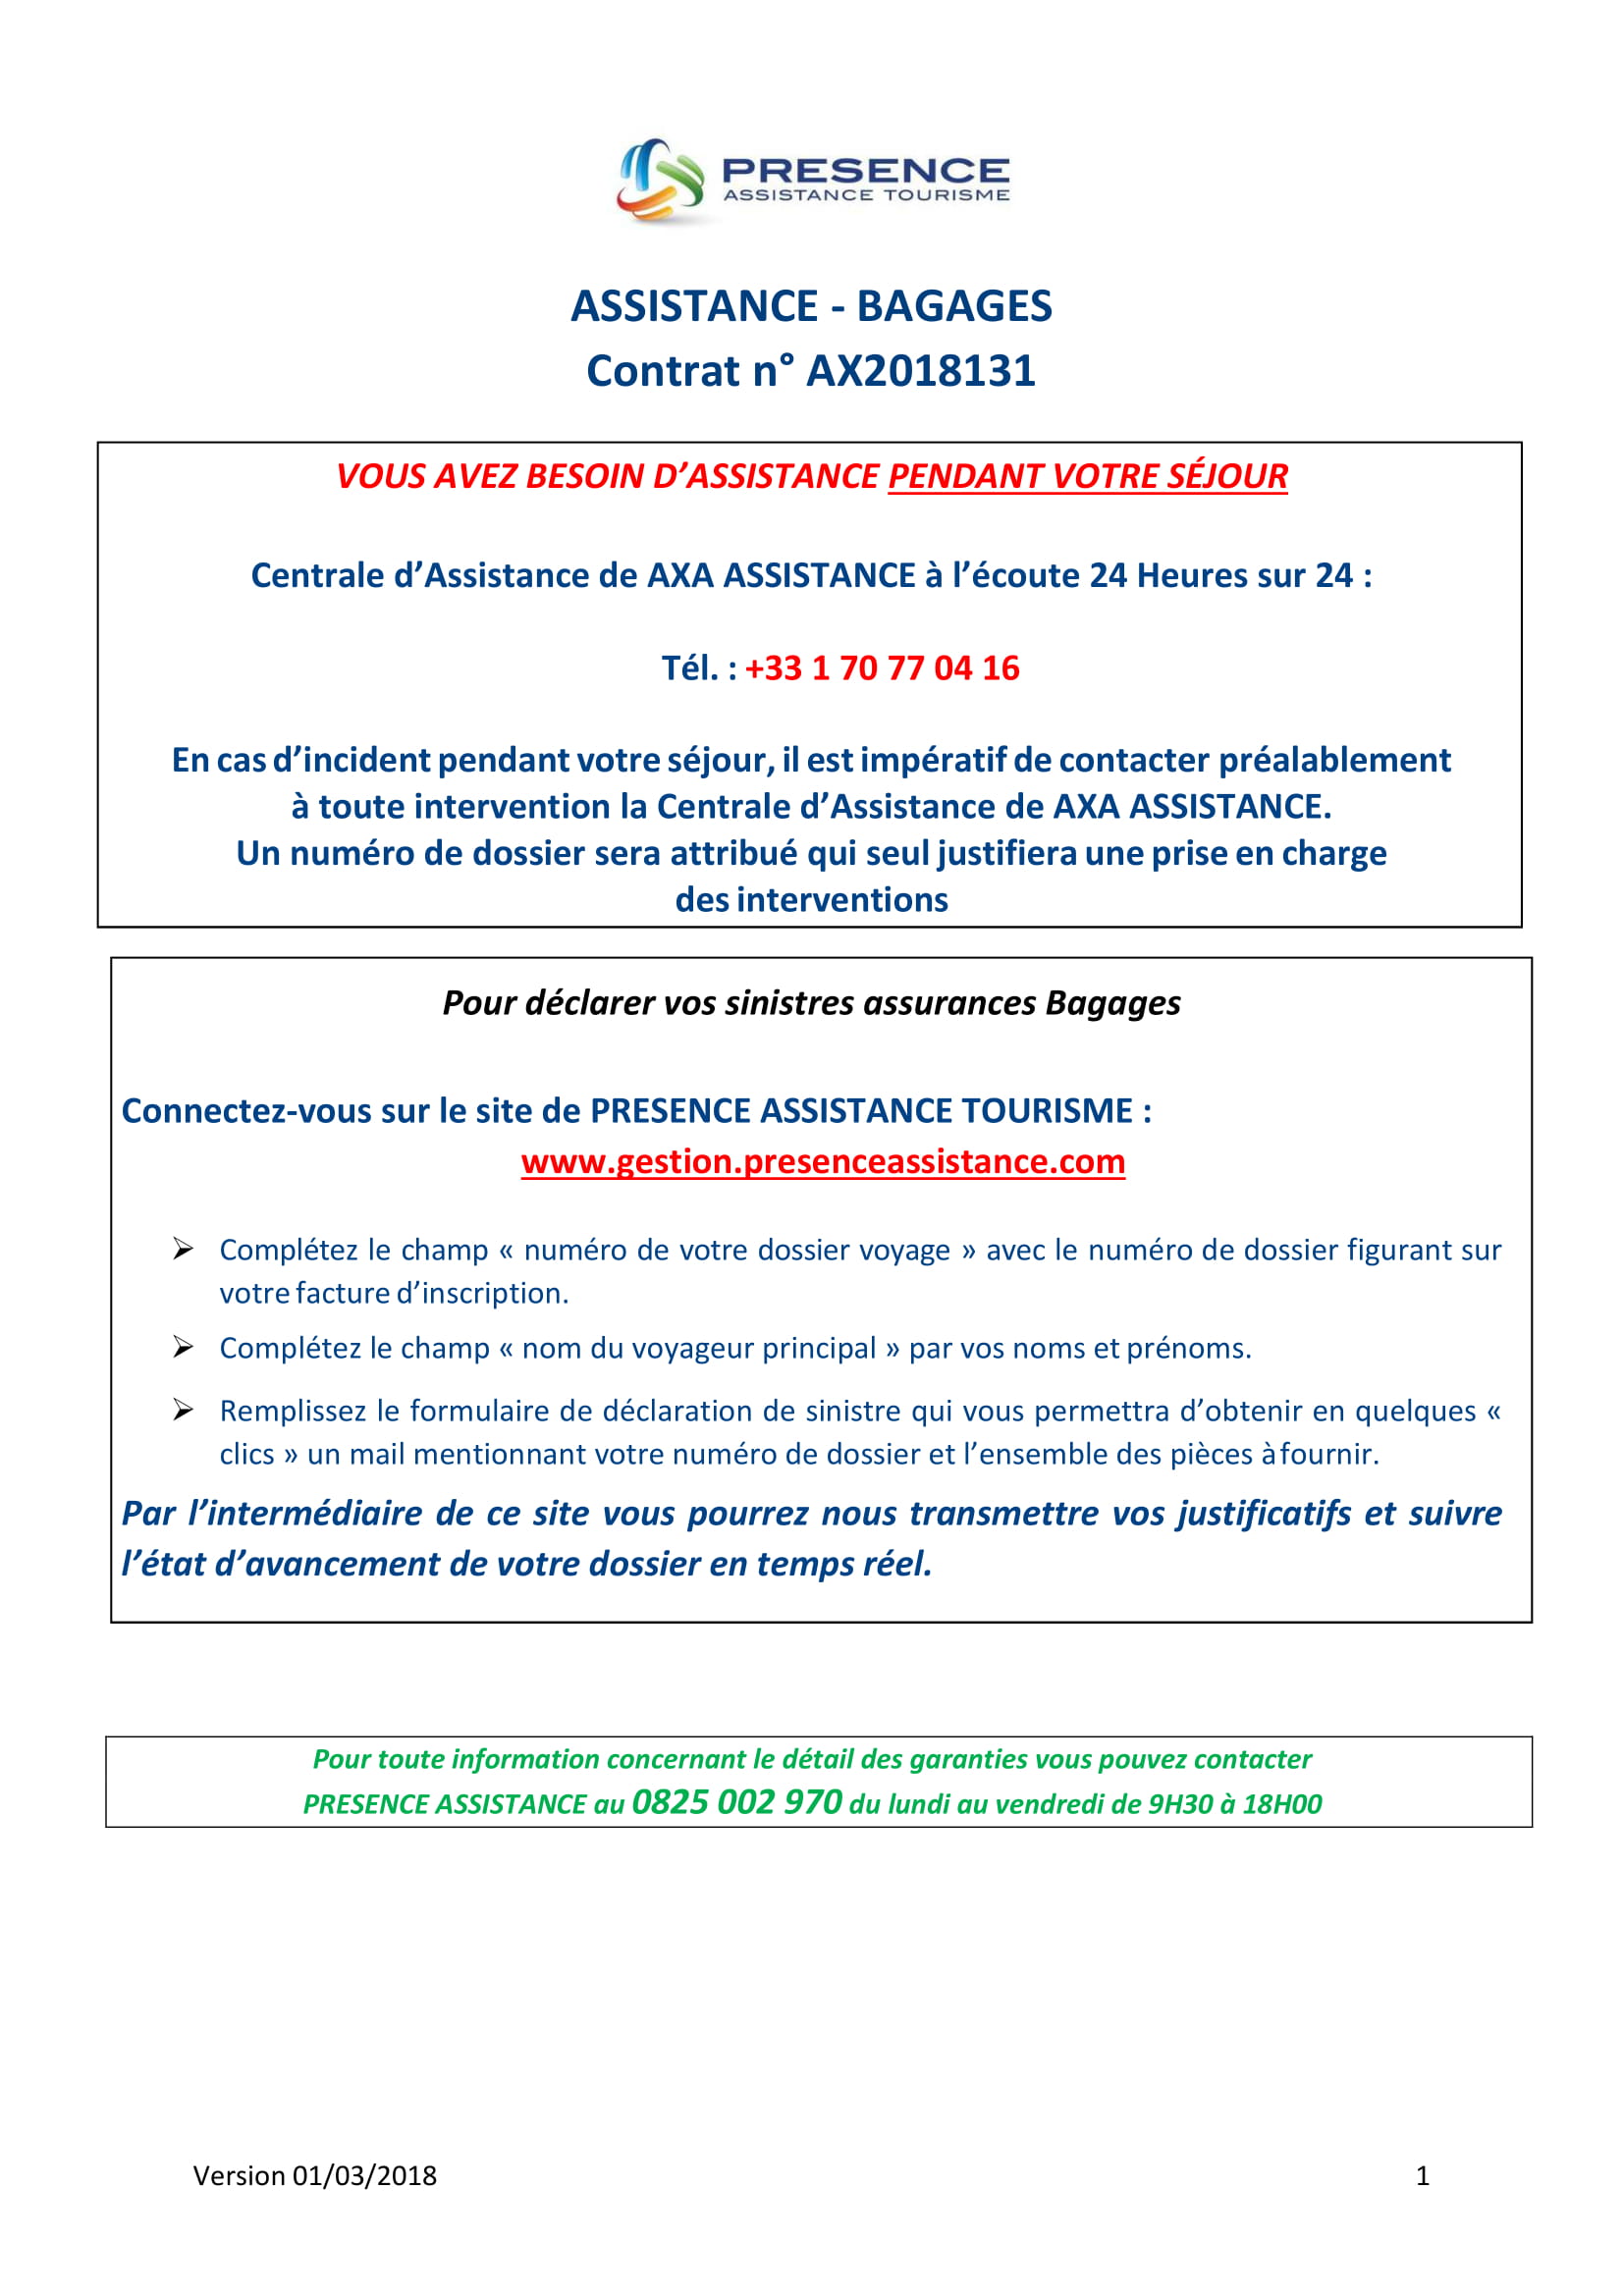 PRESENCE
ASSISTANCE TOURISME
ASSISTANCE - BAGAGES
Contrat n° AX2018131
VOUS AVEZ BESOIN D’ASSISTANCE PENDANT VOTRE SÉJOUR
Centrale d’Assistance de AXA ASSISTANCE à l’écoute 24 Heures sur 24 :
Tél. : +33 1 70 77 04 16
En cas d’incident pendant votre séjour, il est impératif de contacter préalablement
à toute intervention la Centrale d’Assistance de AXA ASSISTANCE.
Un numéro de dossier sera attribué qui seul justifiera une prise en charge
des interventions
Pour déclarer vos sinistres assurances Bagages
Connectez-vous sur le site de PRESENCE ASSISTANCE TOURISME :
www.gestion.presenceassistance.com
➢ Complétez le champ « numéro de votre dossier voyage » avec le numéro de dossier figurant sur
votre facture d’inscription.
➢ Complétez le champ « nom du voyageur principal » par vos noms et prénoms.
➢ Remplissez le formulaire de déclaration de sinistre qui vous permettra d’obtenir en quelques «
clics » un mail mentionnant votre numéro de dossier et l’ensemble des pièces à fournir.
Par l’intermédiaire de ce site vous pourrez nous transmettre vos justificatifs et suivre
l’état d’avancement de votre dossier en temps réel.
Pour toute information concernant le détail des garanties vous pouvez contacter
PRESENCE ASSISTANCE au 0825 002 970 du lundi au vendredi de 9H30 à 18H00
Version 01/03/2018 1